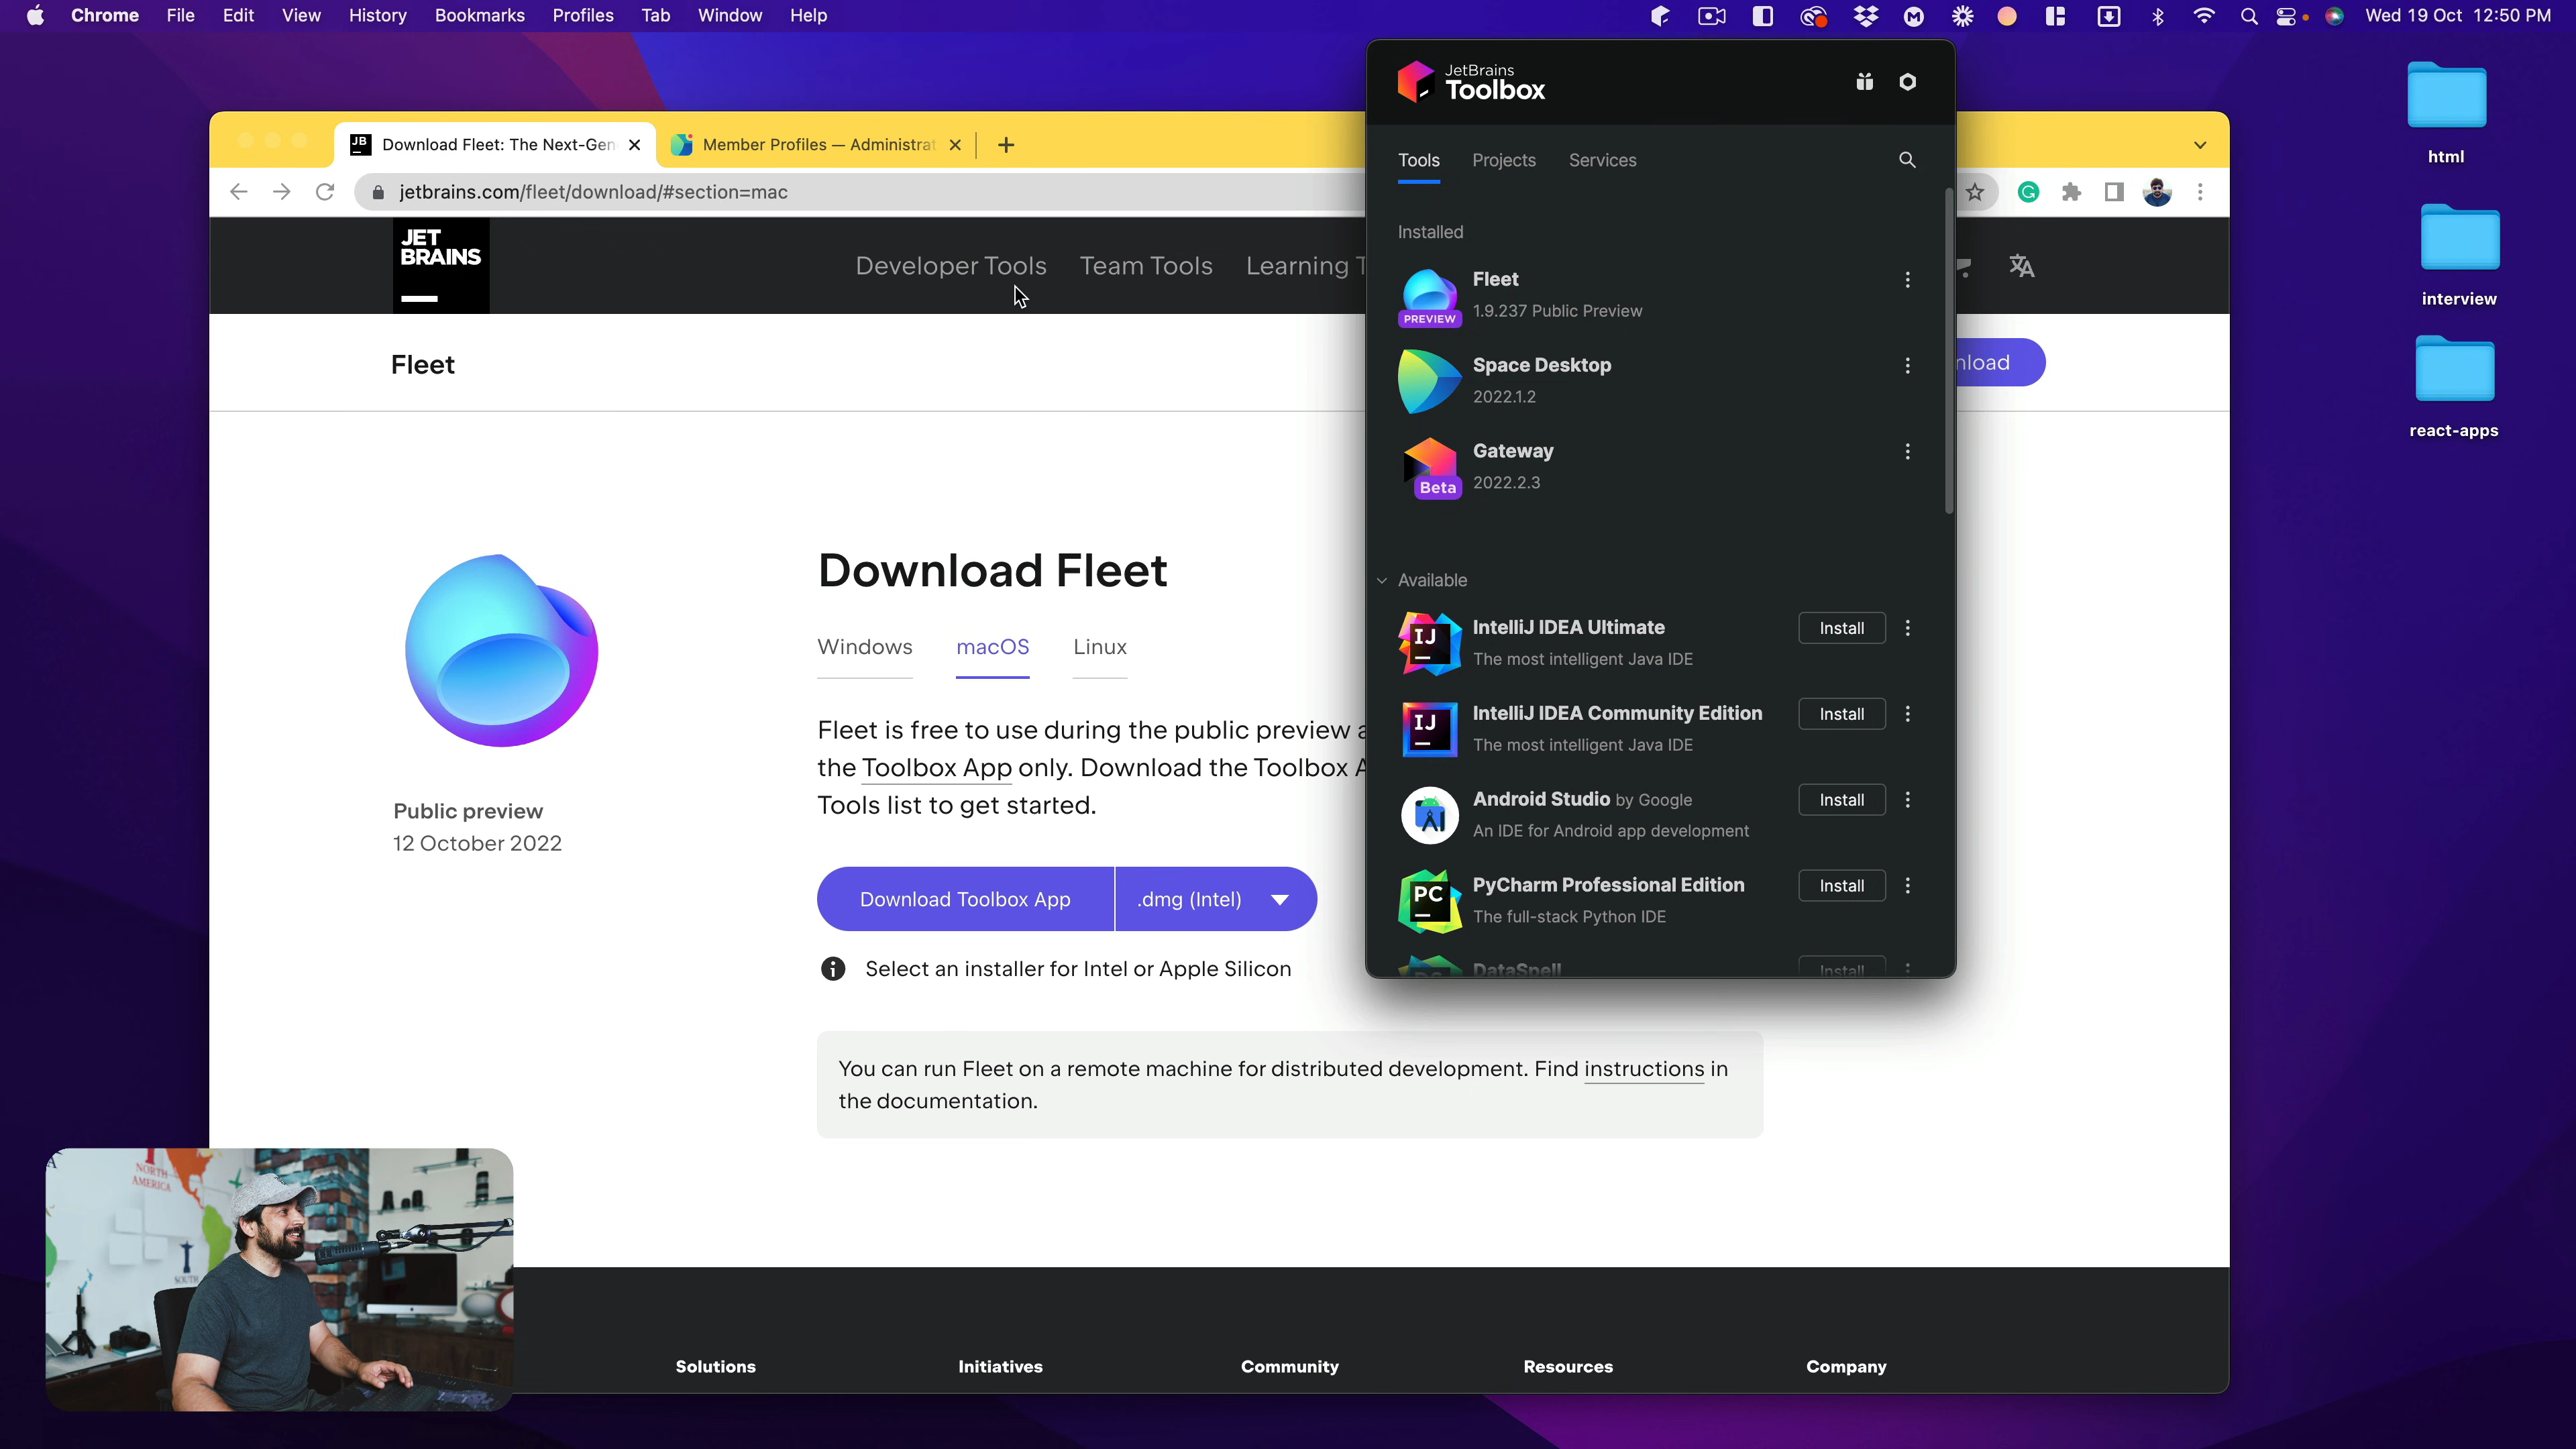 Chrome File Edit View History Bookmarks Profiles Tab Window Help
Wed 19 Oct 12:50 PM
JB Download Fleet: The Next-Gen
Member Profiles — Administrat
jetbrains.com/fleet/download/#section=mac
JET
BRAINS
Developer Tools Team Tools Learning T
Fleet
nload
Download Fleet
Windows macOS Linux
Fleet is free to use during the public preview a
the Toolbox App only. Download the Toolbox A
Tools list to get started.
Public preview
12 October 2022
Download Toolbox App .dmg (Intel)
Select an installer for Intel or Apple Silicon
You can run Fleet on a remote machine for distributed development. Find instructions in
the documentation.
Solutions Initiatives Community Resources Company
JetBrains
Toolbox
Tools Projects Services
Installed
Fleet
PREVIEW
1.9.237 Public Preview
Space Desktop
2022.1.2
Gateway
Beta
2022.2.3
Available
IJ
IntelliJ IDEA Ultimate
Install
The most intelligent Java IDE
IJ
IntelliJ IDEA Community Edition
Install
The most intelligent Java IDE
Android Studio by Google
Install
An IDE for Android app development
PC
PyCharm Professional Edition
Install
The full-stack Python IDE
DataSpell
Install
html
interview
react-apps
NORTH
AMERICA
SOUTH